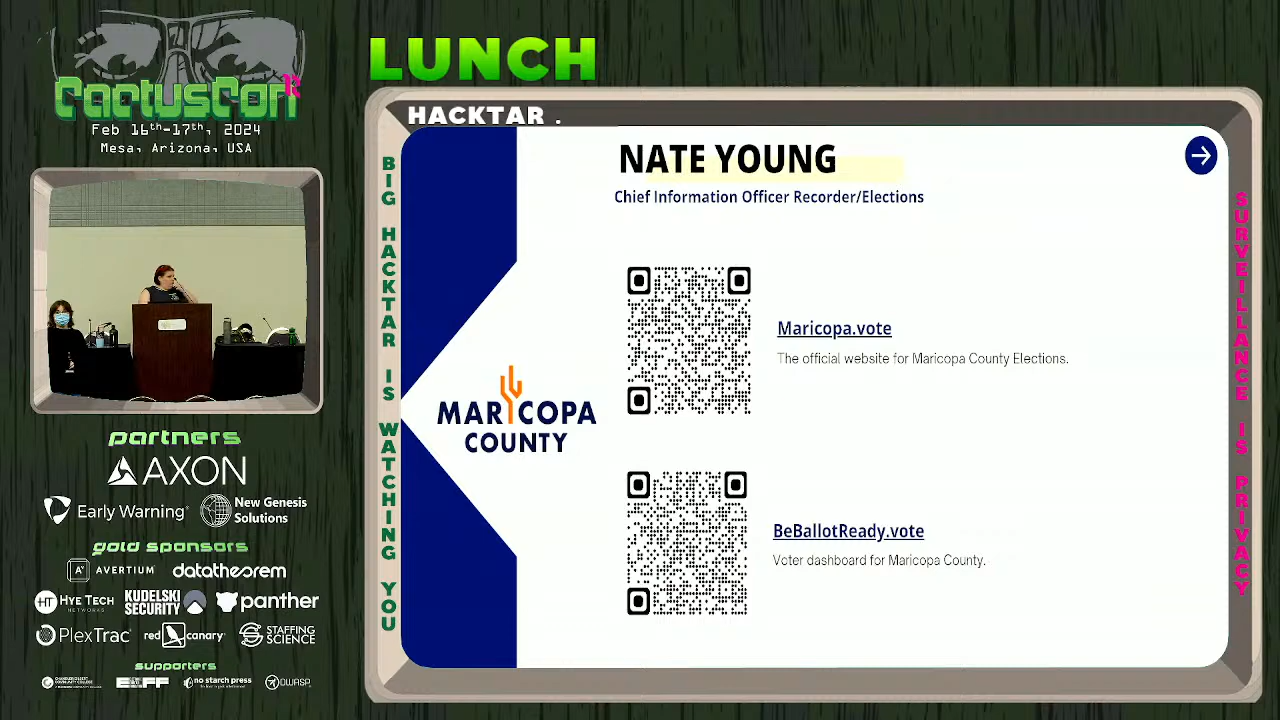 CactusCon
Feb 16th-17th, 2024
Mesa, Arizona, USA
LUNCH
HACKTAR .
BIG HACKTAR IS WATCHING YOU
NATE YOUNG
Chief Information Officer Recorder/Elections
MARICOPA
COUNTY
Maricopa.vote
The official website for Maricopa County Elections.
BeBallotReady.vote
Voter dashboard for Maricopa County.
SURVEILLANCE IS PRIVACY
partners
AXON
Early Warning
New Genesis
Solutions
gold sponsors
AVERTIUM
datatheorem
HT HYE TECH
NETWORKS
KUDELSKI
SECURITY
panther
PlexTrac
red canary
STAFFING
SCIENCE
supporters
EFF
no starch press
OWASP